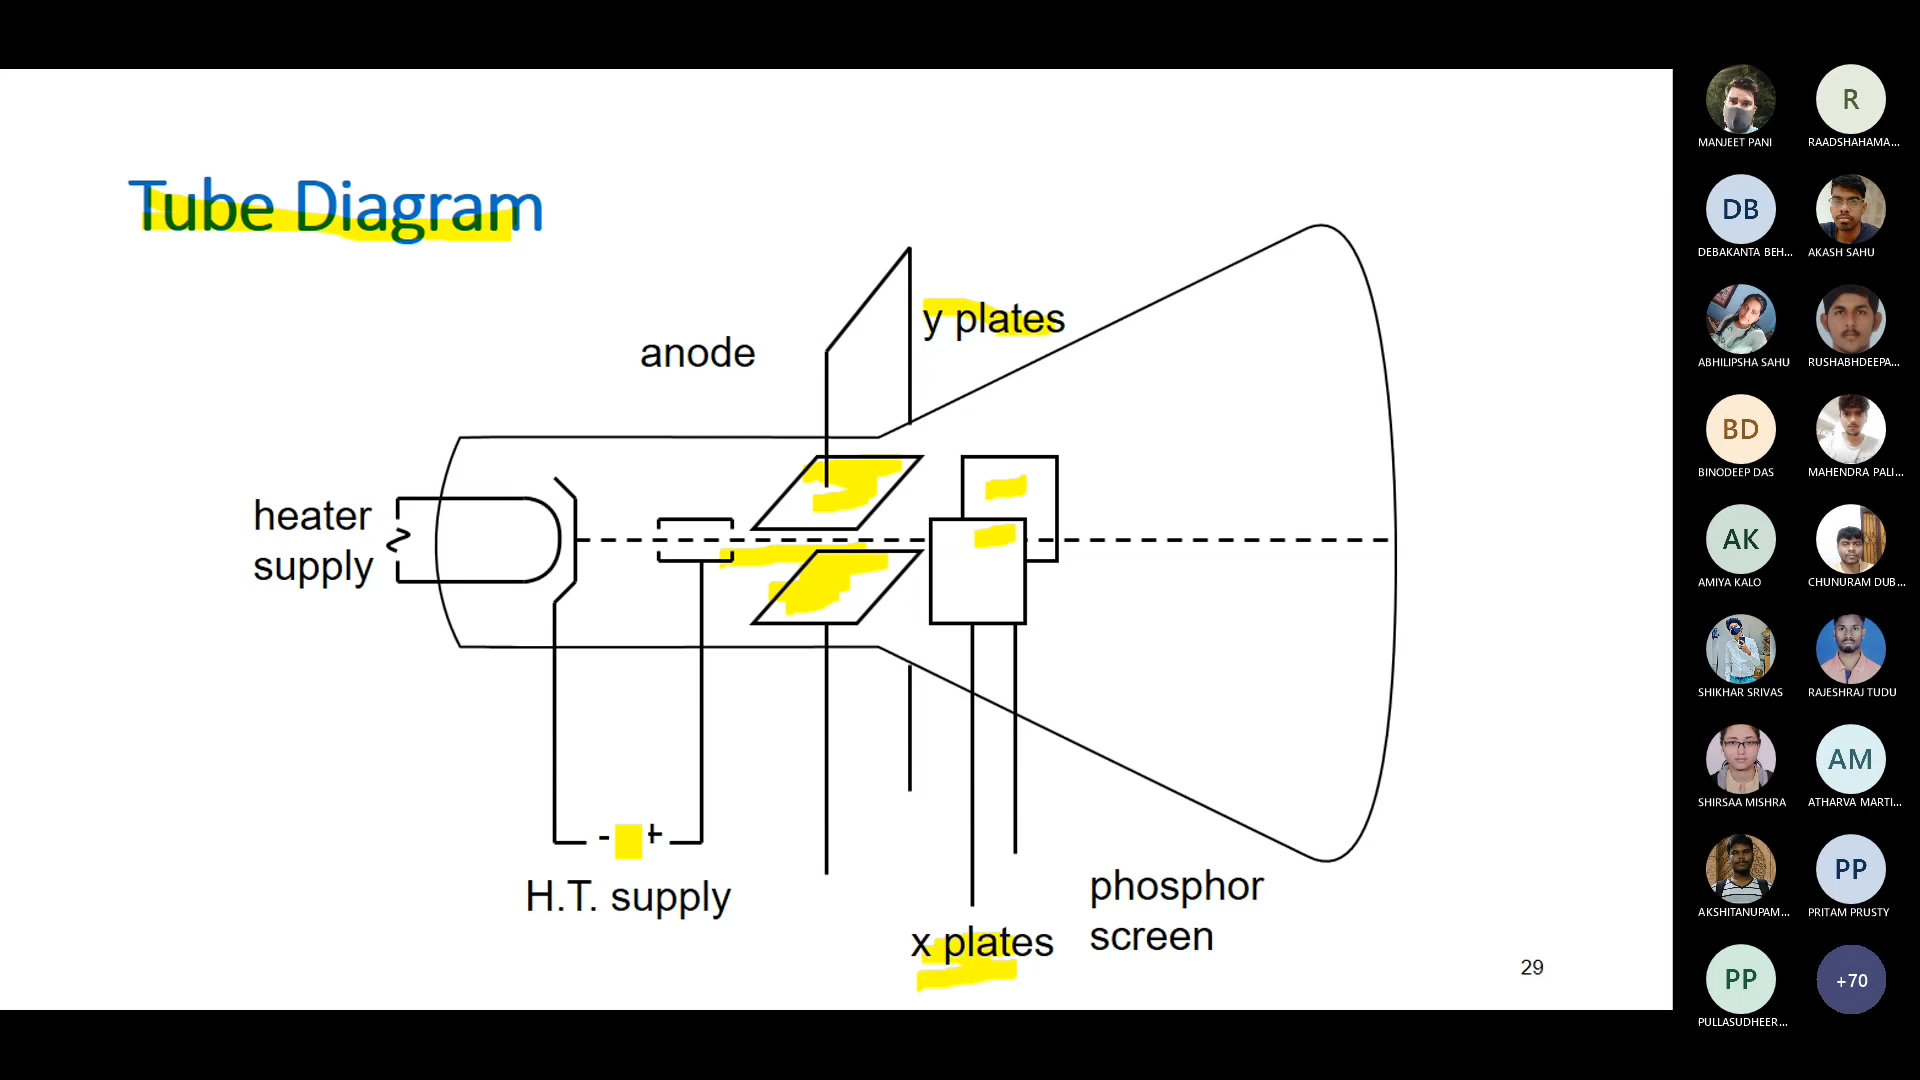 Tube Diagram
y plates
anode
heater
supply
- +
H.T. supply
x plates
phosphor
screen
29
MANJEET PANI
R
RAADSHAHAMA...
DB
DEBAKANTA BEH...
AKASH SAHU
ABHILIPSHA SAHU
RUSHABHDEEPA...
BD
BINODEEP DAS
MAHENDRA PALI...
AK
AMIYA KALO
CHUNURAM DUB...
SHIKHAR SRIVAS
RAJESHRAJ TUDU
SHIRSAA MISHRA
AM
ATHARVA MARTI...
AKSHITANUPAM...
PP
PRITAM PRUSTY
PP
PULLASUDHEER...
+70